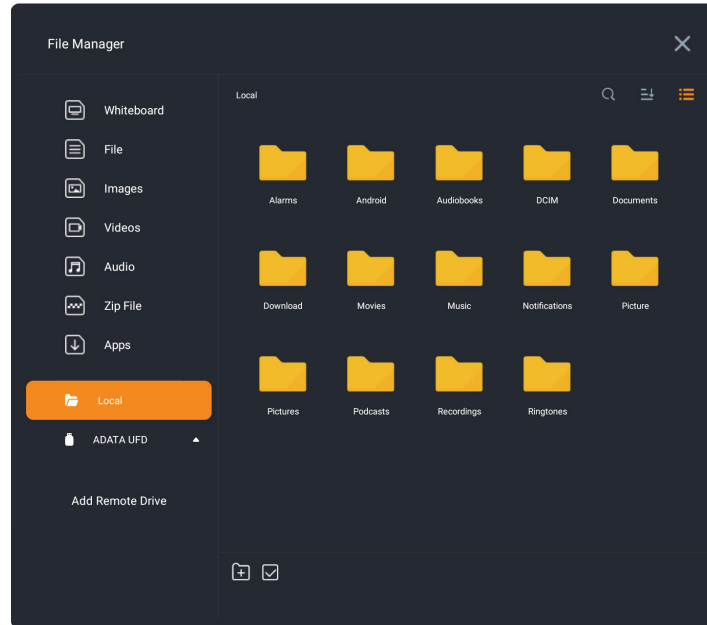 File Manager
Whiteboard
File
Images
Videos
Audio
Zip File
Apps
Local
ADATA UFD
Add Remote Drive
Local
Alarms
Android
Audiobooks
DCIM
Documents
Download
Movies
Music
Notifications
Picture
Pictures
Podcasts
Recordings
Ringtones